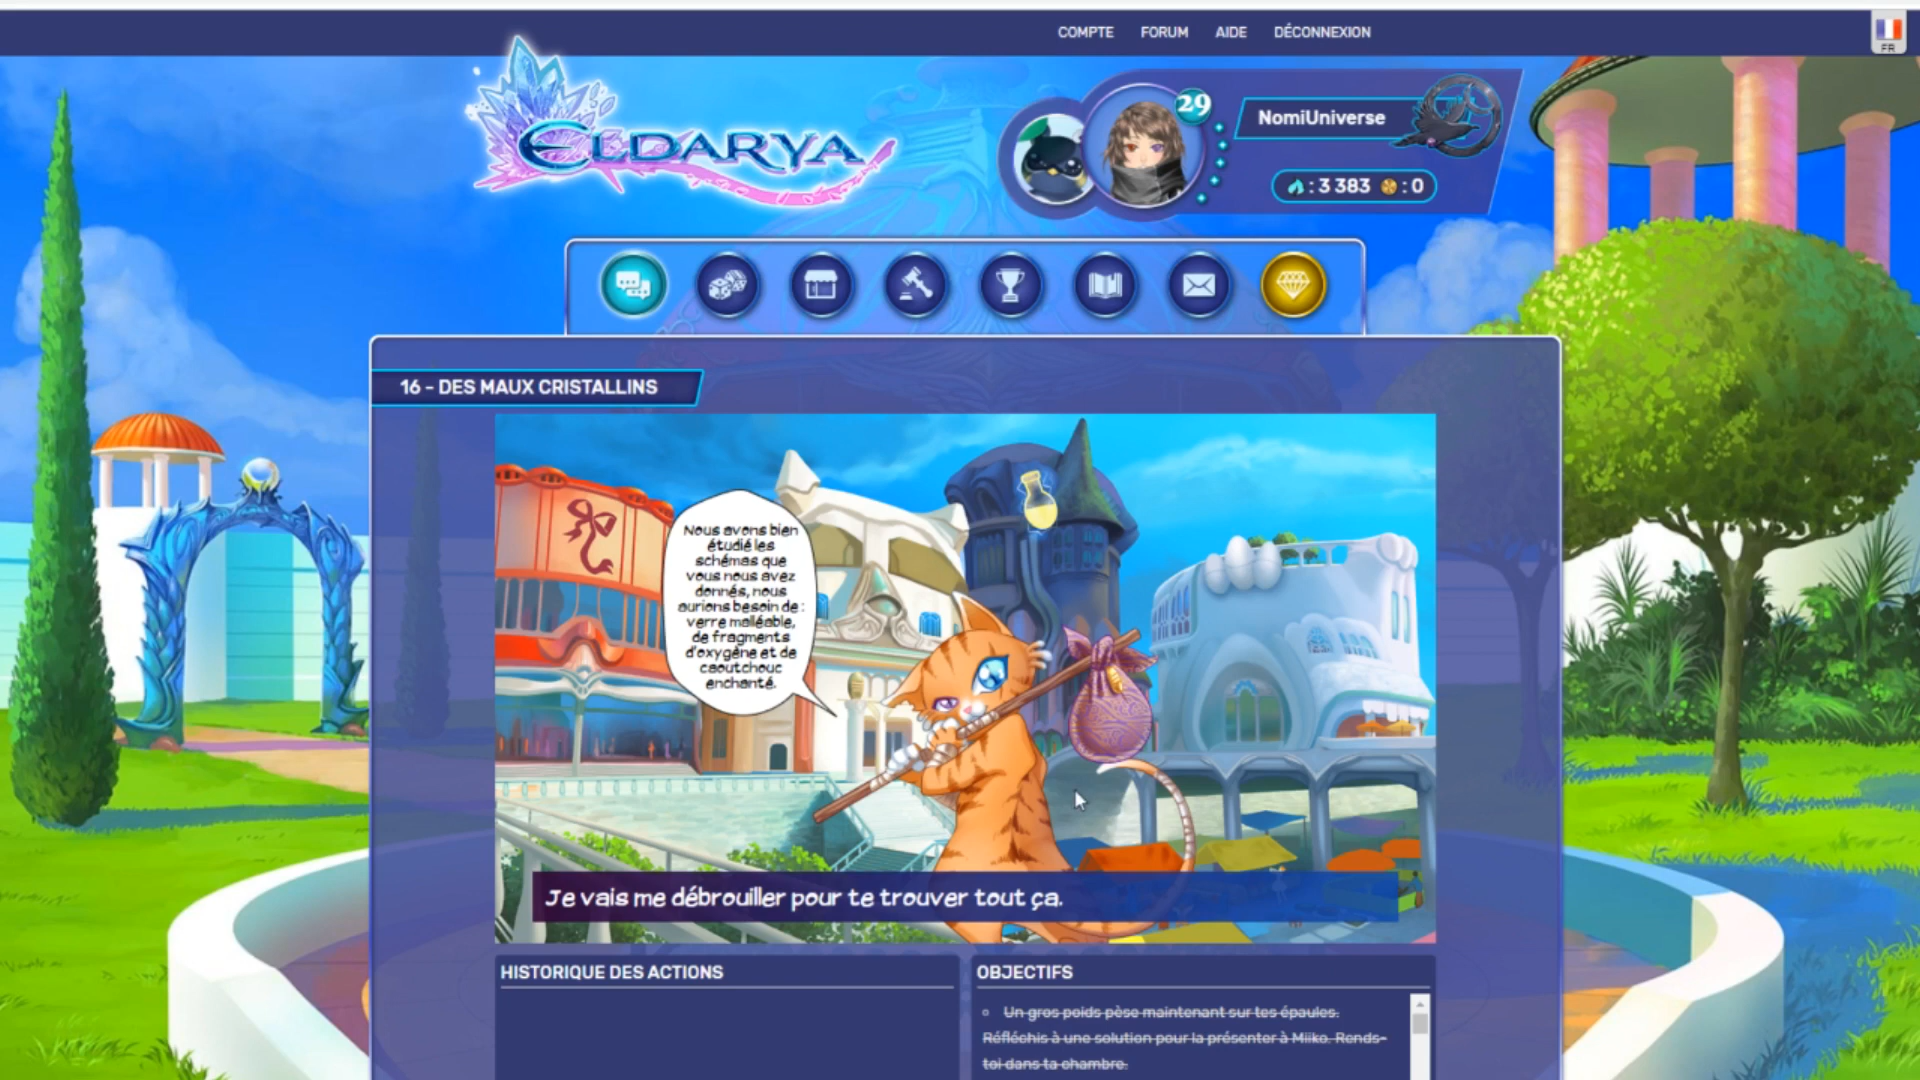 COMPTE FORUM AIDE DÉCONNEXION
FR
ELDARYA
29
NomiUniverse
: 3 383 : 0
16 - DES MAUX CRISTALLINS
Nous avons bien
étudié les
schémas que
vous nous avez
donnés, nous
aurions besoin de :
verre malléable,
de fragments
d'oxygène et de
caoutchouc
enchanté.
Je vais me débrouiller pour te trouver tout ça.
HISTORIQUE DES ACTIONS
OBJECTIFS
Un gros poids pèse maintenant sur tes épaules.
Réfléchis à une solution pour la présenter à Miiko. Rends-
toi dans ta chambre.